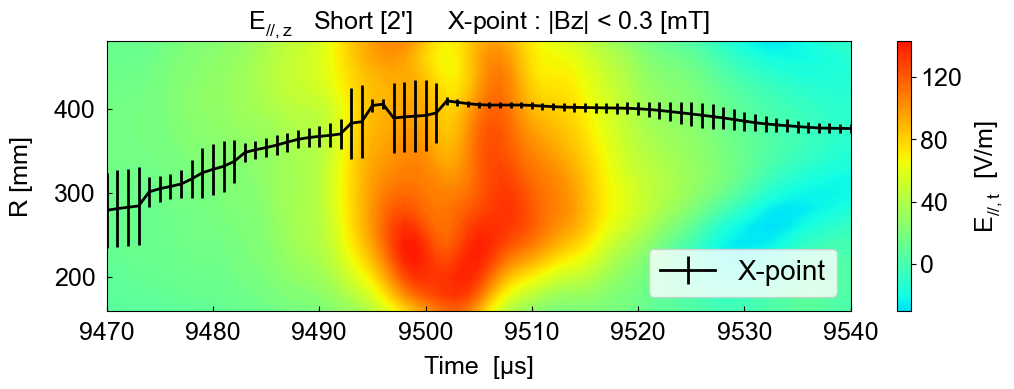 E//, z Short [2'] X-point : |Bz| < 0.3 [mT]
R [mm]
400
300
200
9470 9480 9490 9500 9510 9520 9530 9540
Time [μs]
X-point
120
80
40
0
E//, t [V/m]